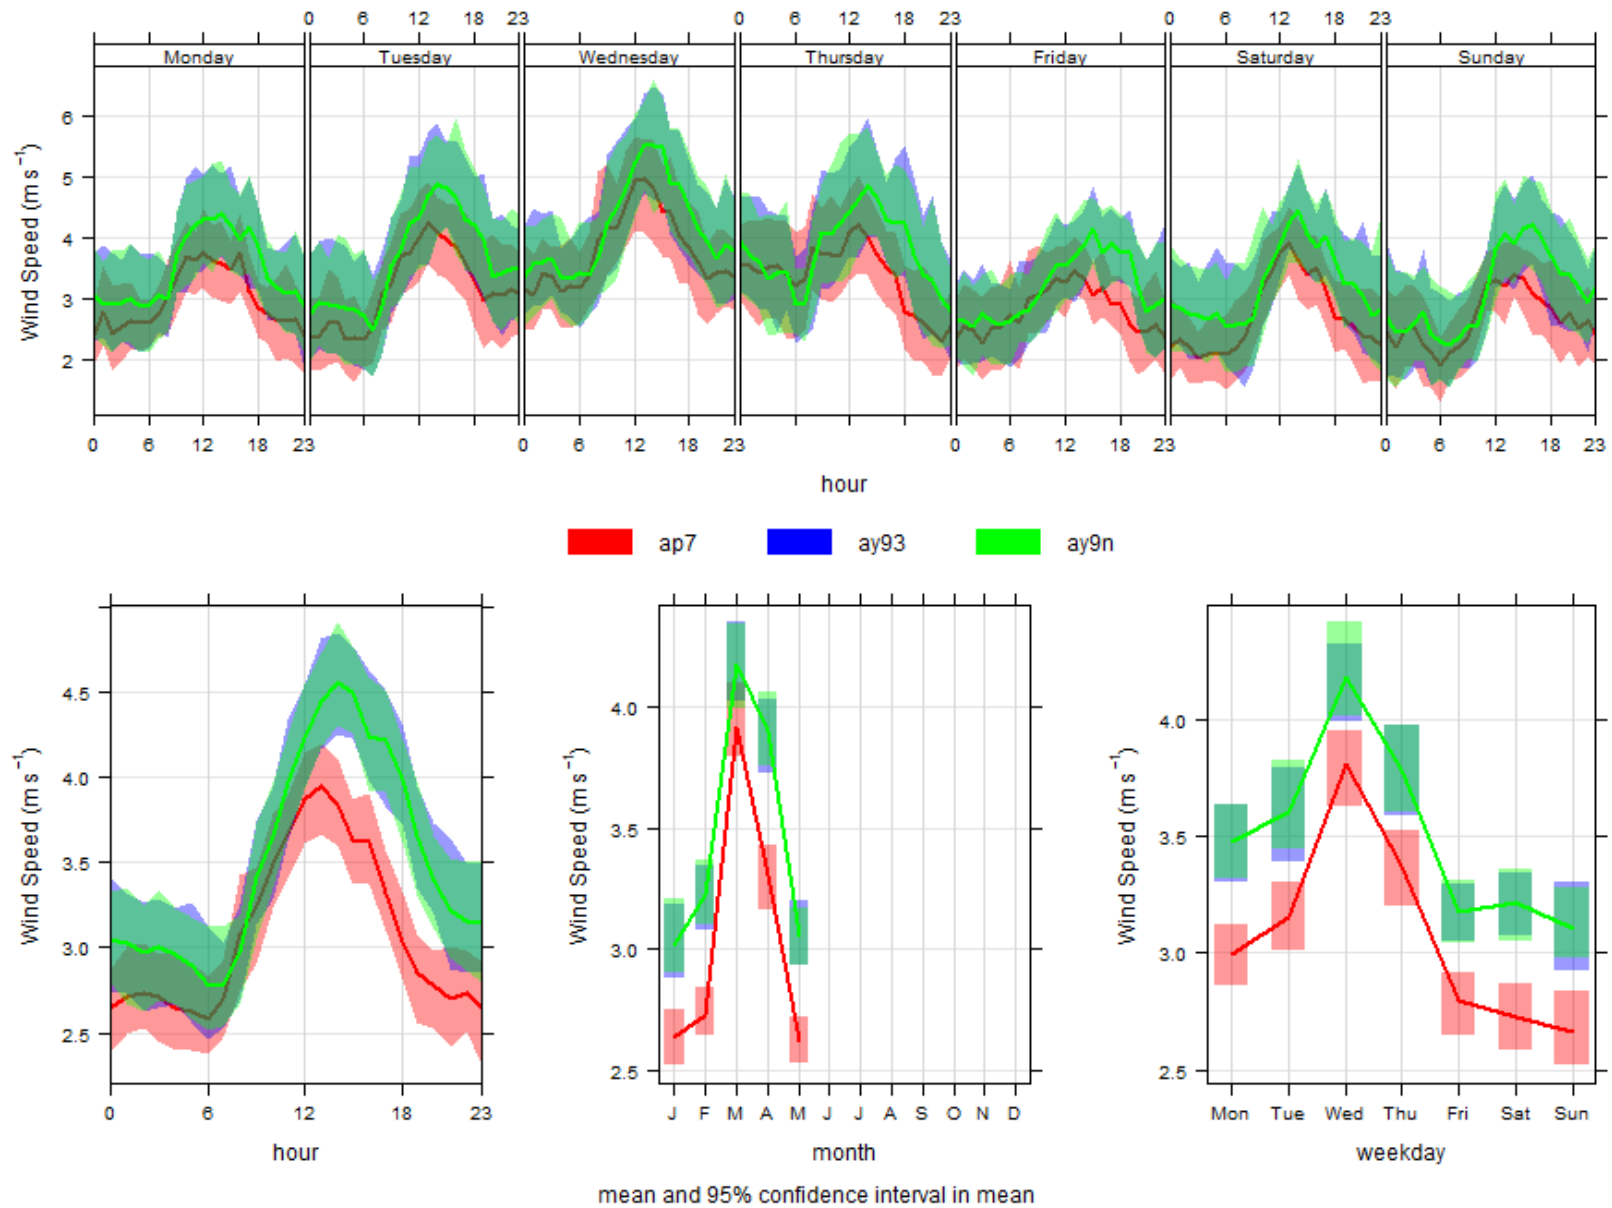 0 6 12 18 23 0 6 12 18 23 0 6 12 18 23
Monday Tuesday Wednesday Thursday Friday Saturday Sunday
Wind Speed (m s⁻¹)
6
5
4
3
2
0 6 12 18 23 0 6 12 18 23 0 6 12 18 23 0 6 12 18 23
hour
ap7 ay93 ay9n
Wind Speed (m s⁻¹)
4.5
4.0
3.5
3.0
2.5
0 6 12 18 23
hour
Wind Speed (m s⁻¹)
4.0
3.5
3.0
2.5
J F M A M J J A S O N D
month
Wind Speed (m s⁻¹)
4.0
3.5
3.0
2.5
Mon Tue Wed Thu Fri Sat Sun
weekday
mean and 95% confidence interval in mean